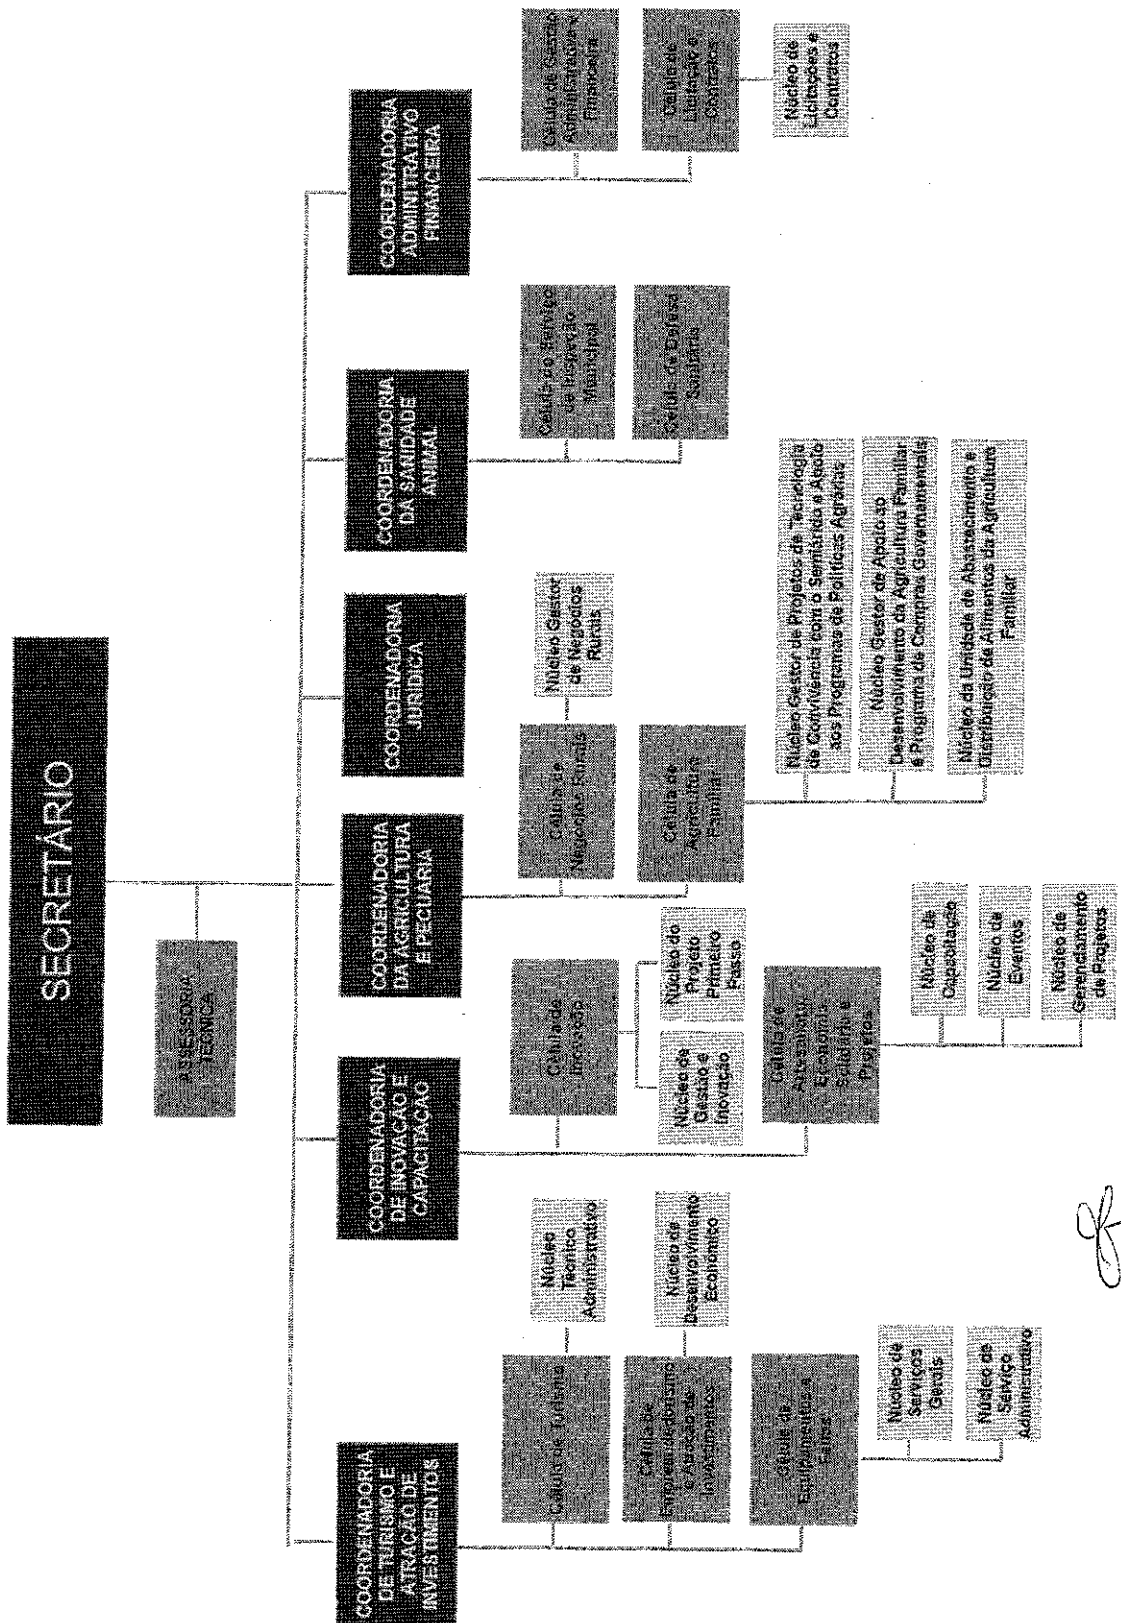 SECRETÁRIO
ASSESSORIA
TÉCNICA
COORDENADORIA
DE TURISMO E
ATRAÇÃO DE
INVESTIMENTOS
COORDENADORIA
DE INOVAÇÃO E
CAPACITAÇÃO
COORDENADORIA
DA AGRICULTURA
E PECUÁRIA
COORDENADORIA
JURÍDICA
COORDENADORIA
DA SANIDADE
ANIMAL
COORDENADORIA
ADMINITRATIVO
FINANCEIRA
Célula de Turismo
Núcleo
Técnico
Administrativo
Célula de
Empreendedorismo
e Atração de
Investimentos
Núcleo de
Desenvolvimento
Econômico
Célula de
Equipamentos e
Feiras
Núcleo de
Serviços
Gerais
Núcleo de
Serviço
Administrativo
Célula de
Inovação
Núcleo de
Gestão e
Inovação
Núcleo do
Projeto
Primeiro
Passo
Célula de
Artesanato,
Economia
Solidária e
Projetos
Núcleo de
Capacitação
Núcleo de
Eventos
Núcleo de
Gerenciamento
de Projetos
Célula de
Negócios Rurais
Núcleo Gestor
de Negócios
Rurais
Célula de
Agricultura
Familiar
Núcleo Gestor de Projetos de Tecnologia
de Convivência com o Semiárido e Apoio
aos Programas de Políticas Agrárias
Núcleo Gestor de Apoio ao
Desenvolvimento da Agricultura Familiar
e Programa de Compras Governamentais
Núcleo da Unidade de Abastecimento e
Distribuição de Alimentos da Agricultura
Familiar
Célula do Serviço
de Inspeção
Municipal
Célula de Defesa
Sanitária
Célula de Gestão
Administrativa e
Financeira
Célula de
Licitação e
Contratos
Núcleo de
Licitações e
Contratos